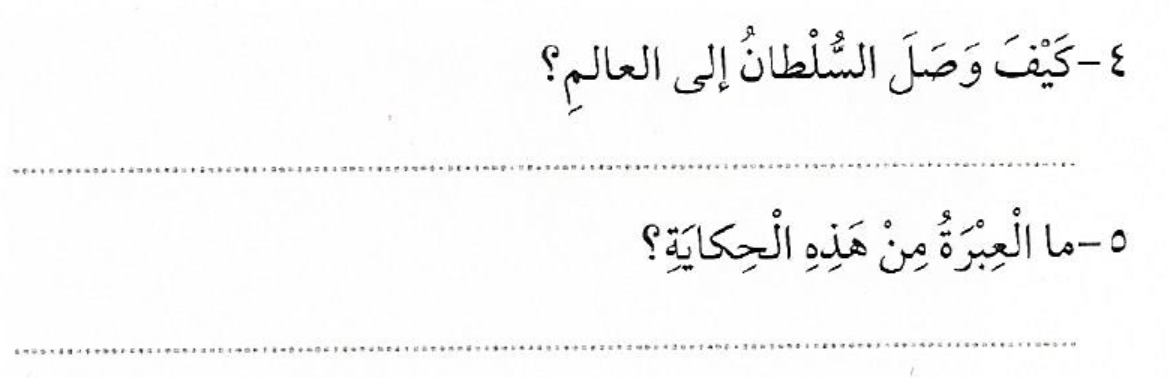 ٤-كَيْفَ وَصَلَ السُّلْطانُ إلى العالمِ؟
٥-ما الْعِبْرَةُ مِنْ هَذِهِ الْحِكايَةِ؟